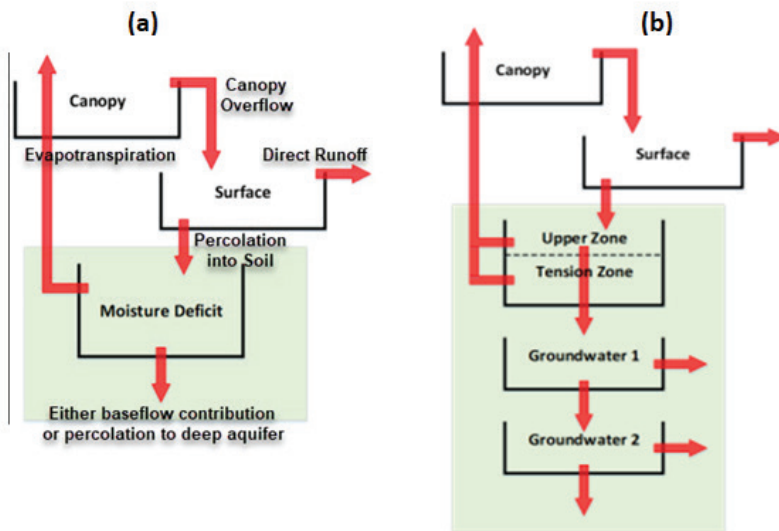 (a)
Canopy
Canopy
Overflow
Evapotranspiration
Direct Runoff
Surface
Percolation
into Soil
Moisture Deficit
Either baseflow contribution
or percolation to deep aquifer
(b)
Canopy
Surface
Upper Zone
Tension Zone
Groundwater 1
Groundwater 2